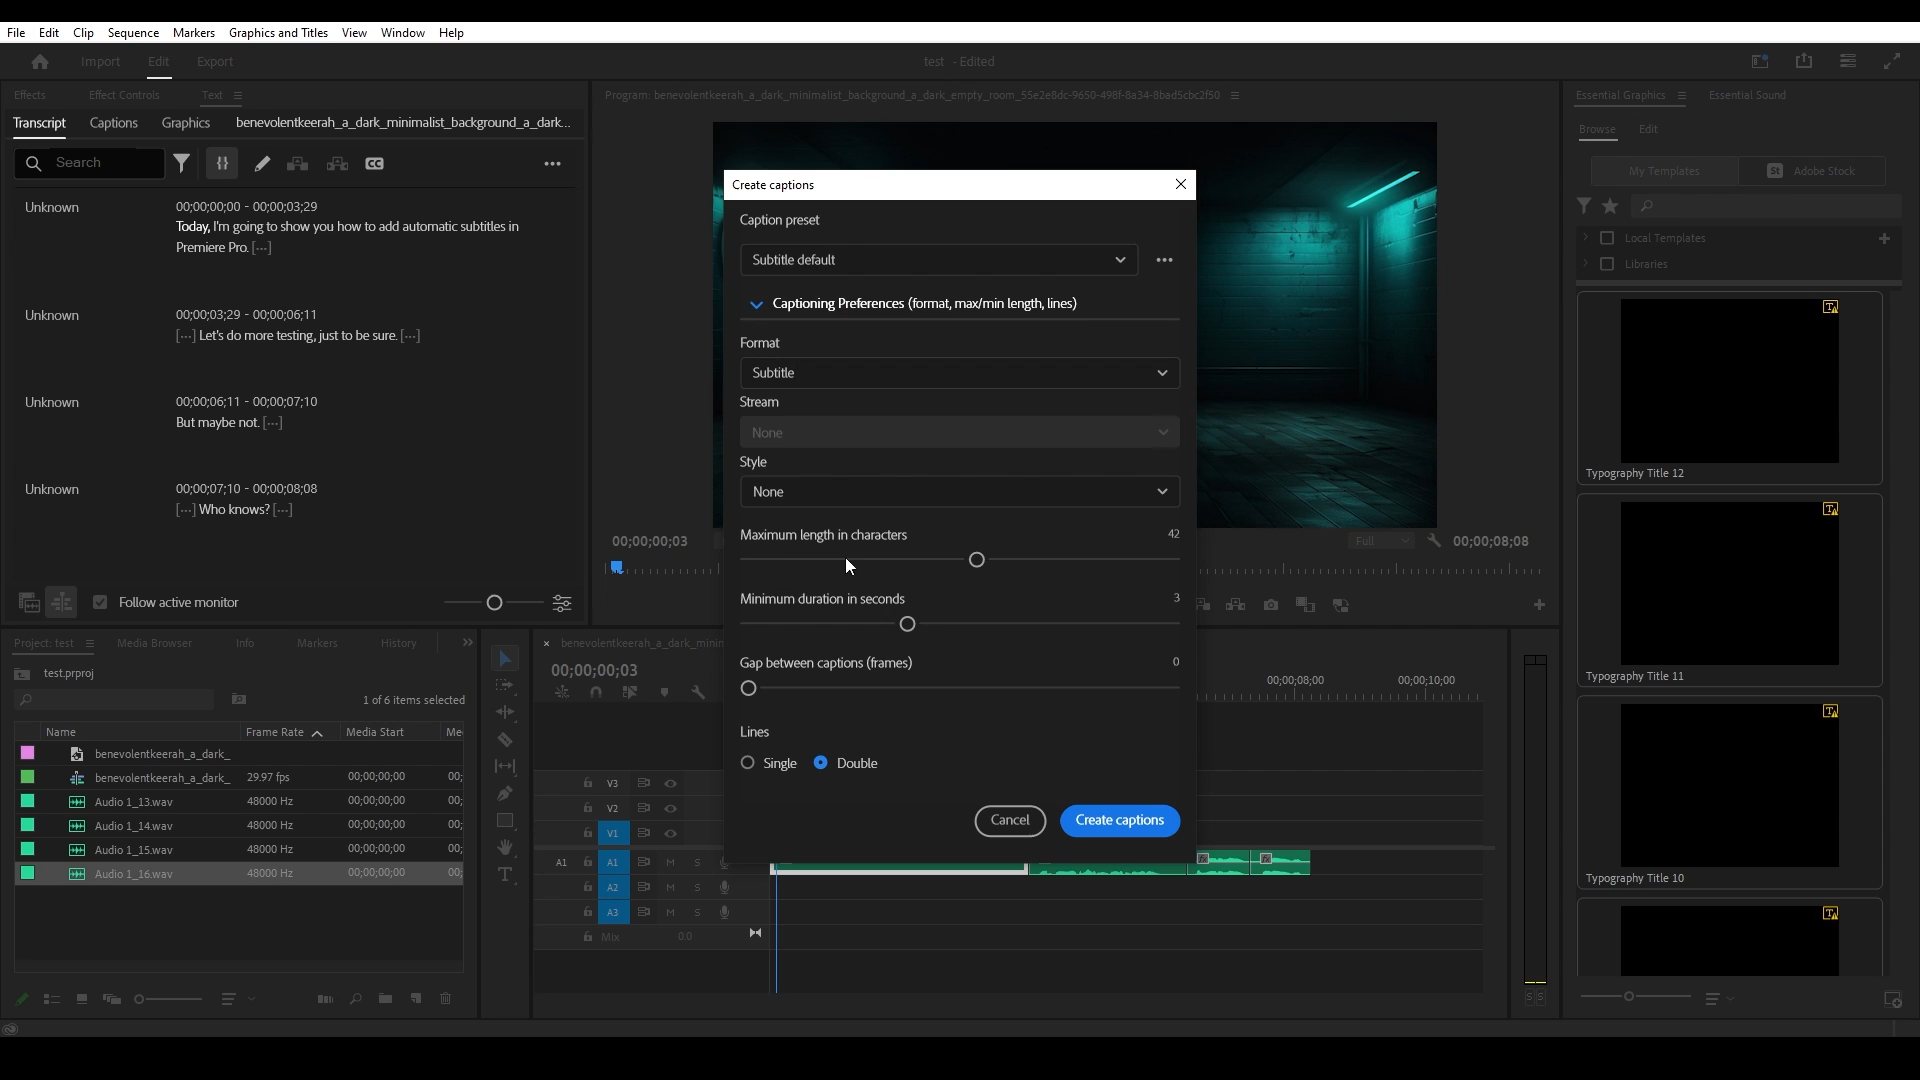 File Edit Clip Sequence Markers Graphics and Titles View Window Help
Import Edit Export
test - Edited
Effects Effect Controls Text
Program: benevolentkeerah_a_dark_minimalist_background_a_dark_empty_room_55e2e8dc-9650-498f-8a34-8bad5cbc2f50
Essential Graphics Essential Sound
Transcript Captions Graphics benevolentkeerah_a_dark_minimalist_background_a_dark...
Browse Edit
Search
My Templates Adobe Stock
Local Templates
Libraries
Unknown
00;00;00;00 - 00;00;03;29
Today, I'm going to show you how to add automatic subtitles in
Premiere Pro. [...]
Unknown
00;00;03;29 - 00;00;06;11
[...] Let's do more testing, just to be sure. [...]
Unknown
00;00;06;11 - 00;00;07;10
But maybe not. [...]
Unknown
00;00;07;10 - 00;00;08;08
[...] Who knows? [...]
Follow active monitor
Create captions
Caption preset
Subtitle default
Captioning Preferences (format, max/min length, lines)
Format
Subtitle
Stream
None
Style
None
Maximum length in characters 42
Minimum duration in seconds 3
Gap between captions (frames) 0
Lines
Single Double
Cancel Create captions
00;00;00;03
Full 00;00;08;08
Typography Title 12
Typography Title 11
Typography Title 10
Project: test Media Browser Info Markers History
test.prproj
1 of 6 items selected
Name Frame Rate Media Start Me
benevolentkeerah_a_dark_
benevolentkeerah_a_dark_ 29.97 fps 00;00;00;00 00;
Audio 1_13.wav 48000 Hz 00;00;00;00 00;
Audio 1_14.wav 48000 Hz 00;00;00;00 00;
Audio 1_15.wav 48000 Hz 00;00;00;00 00;
Audio 1_16.wav 48000 Hz 00;00;00;00 00;
benevolentkeerah_a_dark_minin
00;00;00;03
00;00;08;00 00;00;10;00
V3
V2
V1
A1 A1 M S
A2 M S
A3 M S
Mix 0.0
S S